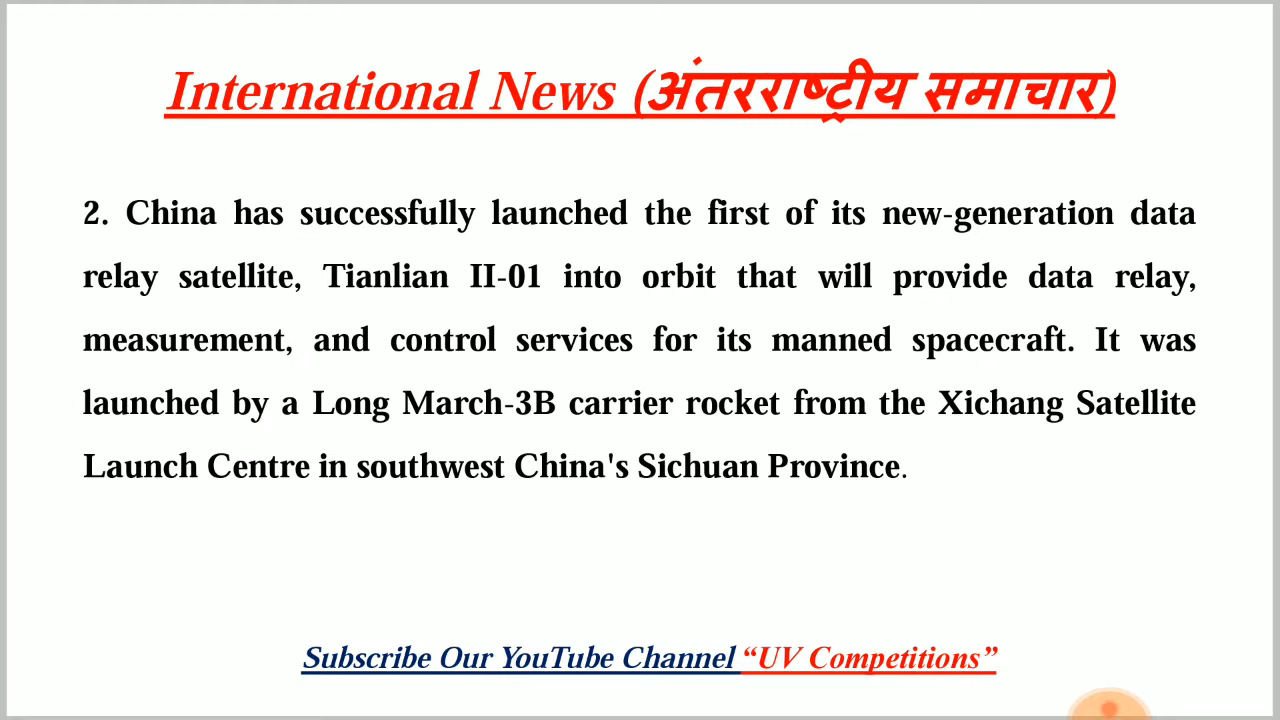 International News (अंतरराष्ट्रीय समाचार)
2. China has successfully launched the first of its new-generation data
relay satellite, Tianlian II-01 into orbit that will provide data relay,
measurement, and control services for its manned spacecraft. It was
launched by a Long March-3B carrier rocket from the Xichang Satellite
Launch Centre in southwest China's Sichuan Province.
Subscribe Our YouTube Channel “UV Competitions”